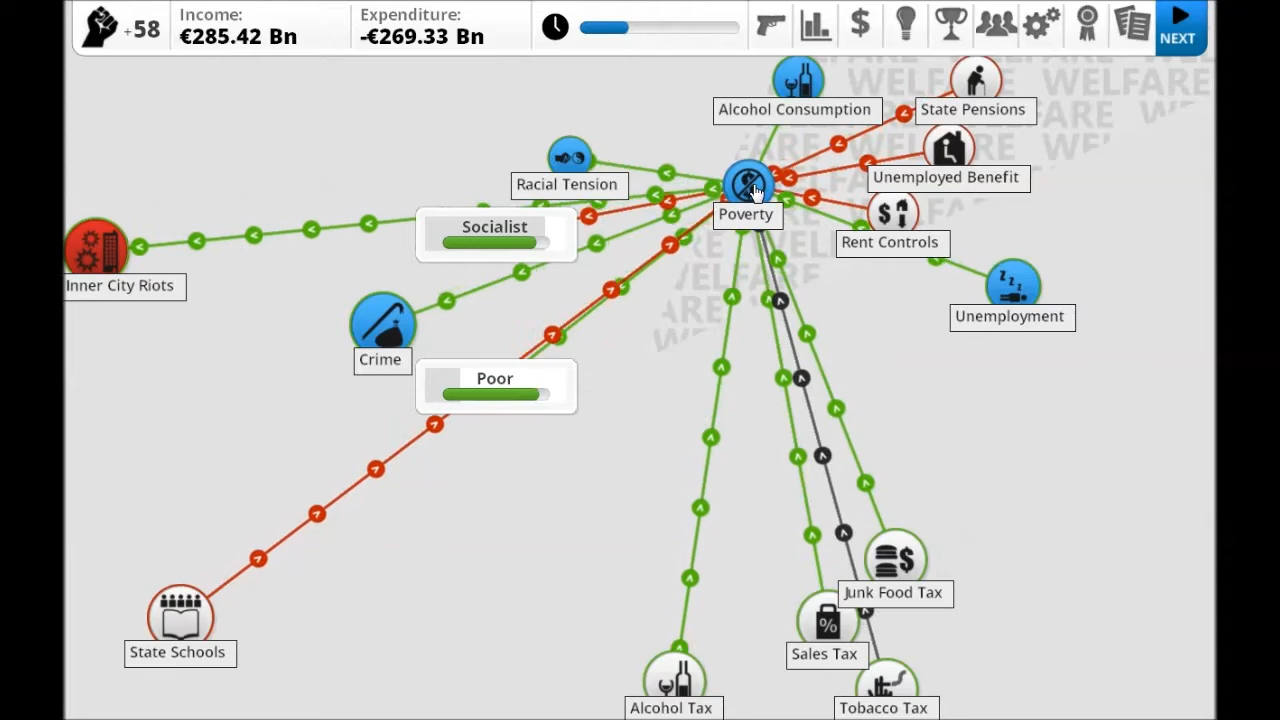 +58
Income:
€285.42 Bn
Expenditure:
-€269.33 Bn
NEXT
WELFARE WELFARE
Alcohol Consumption
State Pensions
Racial Tension
Unemployed Benefit
Poverty
Socialist
Rent Controls
Inner City Riots
Unemployment
Crime
Poor
State Schools
Junk Food Tax
%
Sales Tax
Alcohol Tax
Tobacco Tax